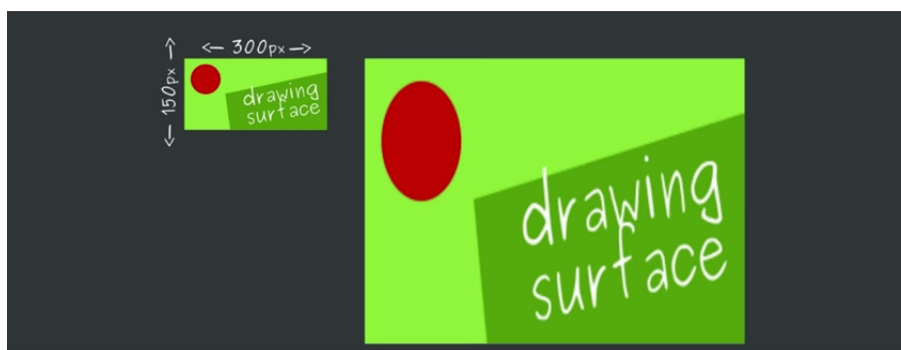 300px
150px
drawing
surface
drawing
surface